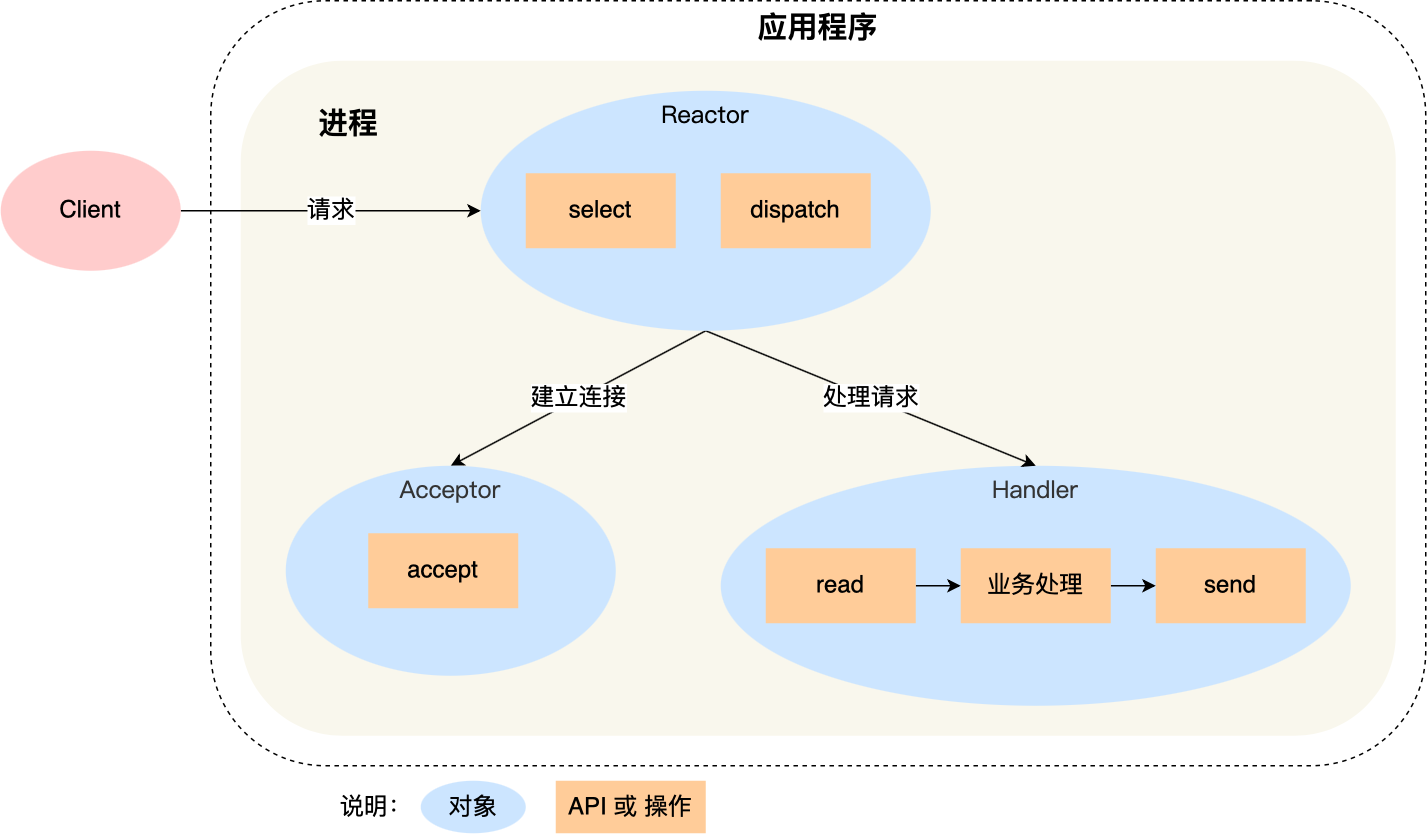 应用程序
进程
Reactor
Client
请求
select
dispatch
建立连接
处理请求
Acceptor
accept
Handler
read
业务处理
send
说明：
对象
API 或 操作